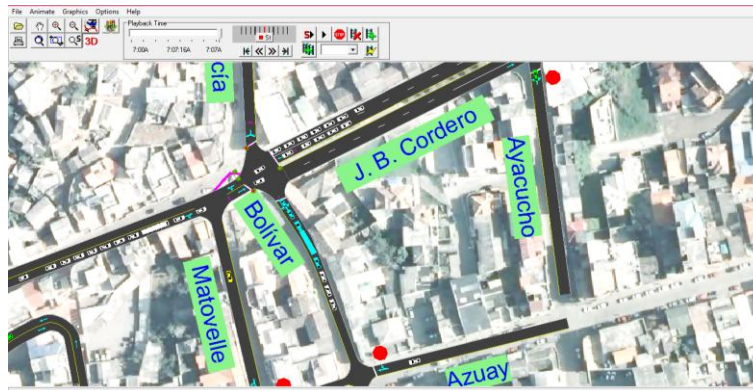 File Animate Graphics Options Help
Playback Time
7:00A 7:07:16A 7:07A
3D
cía
J. B. Cordero
Ayacucho
Bolívar
Matovelle
Azuay